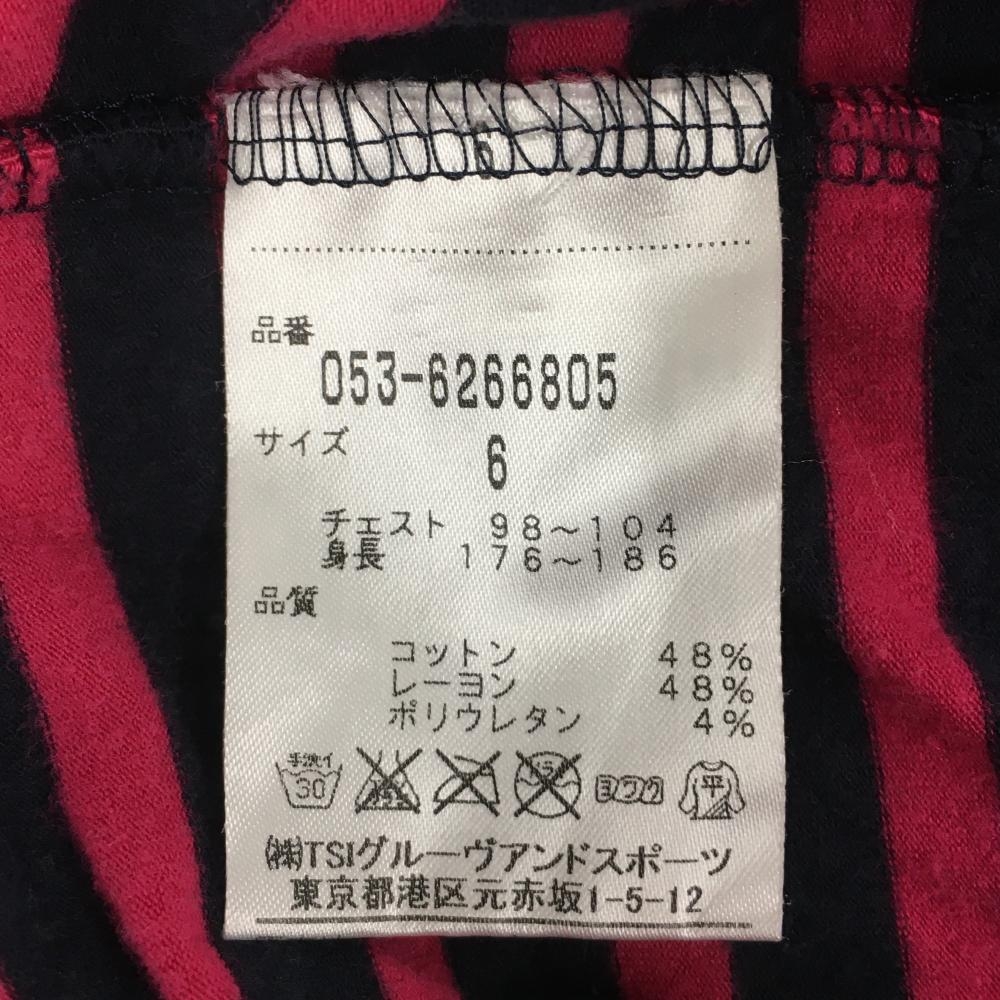 品番
053-6266805
サイズ
6
チェスト 98〜104
身長 176〜186
品質
コットン 48%
レーヨン 48%
ポリウレタン 4%
手洗イ 30 ヨワク 平
(株)TSIグルーヴアンドスポーツ
東京都港区元赤坂1-5-12